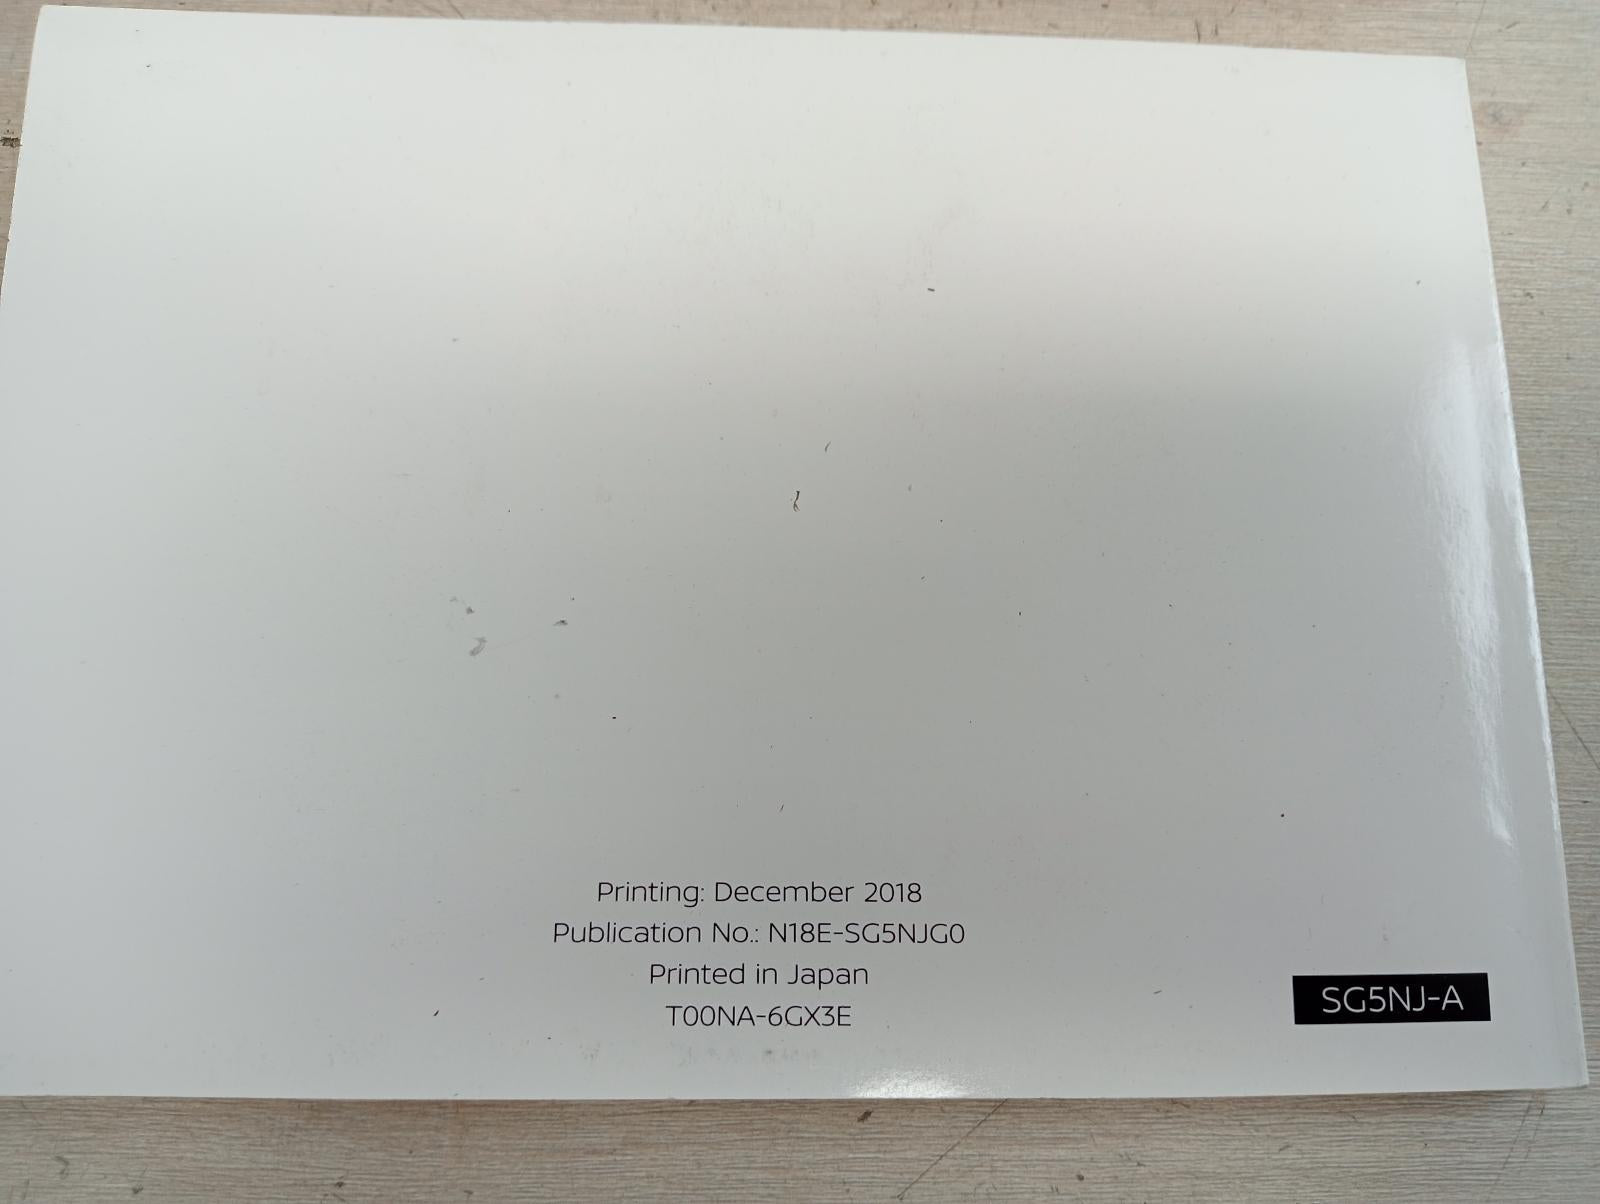 Printing: December 2018
Publication No.: N18E-SG5NJG0
Printed in Japan
T00NA-6GX3E
SG5NJ-A